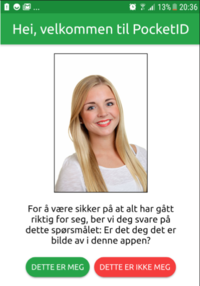 ... 13% 20:36
Hei, velkommen til PocketID
For å være sikker på at alt har gått
riktig for seg, ber vi deg svare på
dette spørsmålet: Er det deg det er
bilde av i denne appen?
DETTE ER MEG DETTE ER IKKE MEG